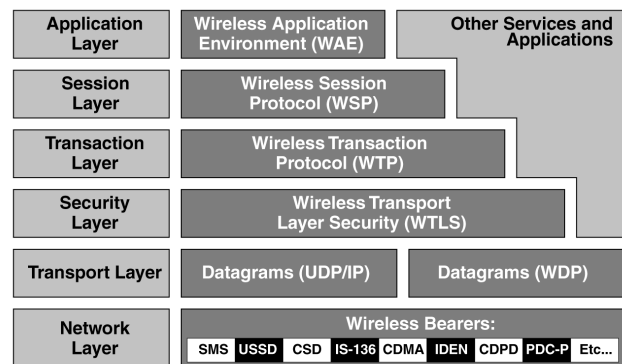 Application
Layer
Wireless Application
Environment (WAE)
Other Services and
Applications
Session
Layer
Wireless Session
Protocol (WSP)
Transaction
Layer
Wireless Transaction
Protocol (WTP)
Security
Layer
Wireless Transport
Layer Security (WTLS)
Transport Layer
Datagrams (UDP/IP)
Datagrams (WDP)
Network
Layer
Wireless Bearers:
SMS USSD CSD IS-136 CDMA IDEN CDPD PDC-P Etc...